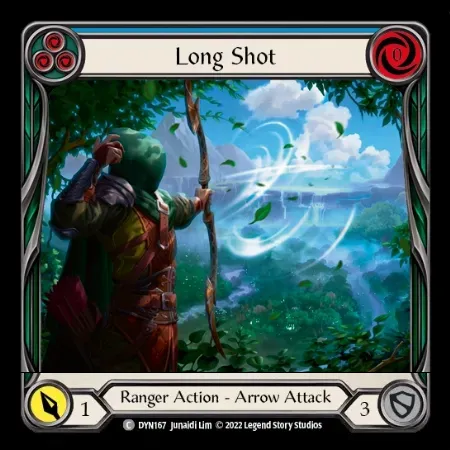 Long Shot
0
1
Ranger Action - Arrow Attack
3
C DYN167 Junaidi Lim © 2022 Legend Story Studios